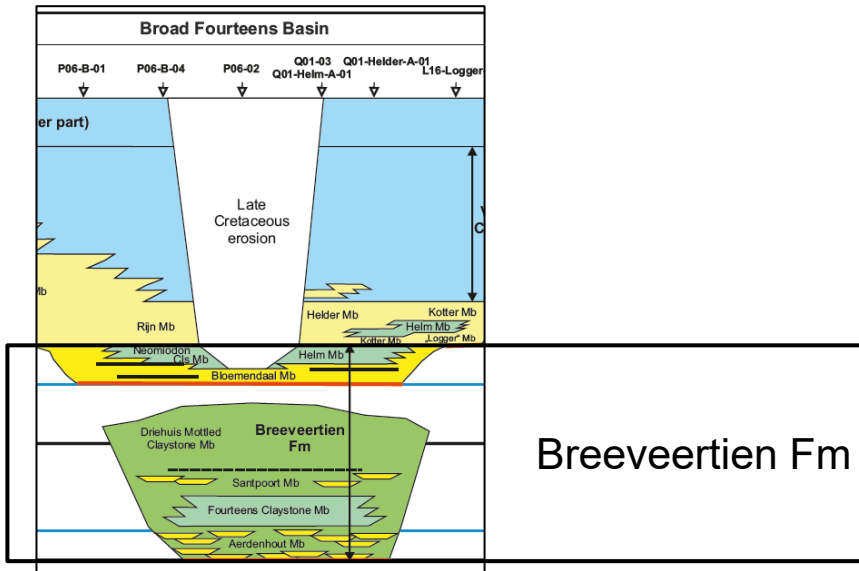 Broad Fourteens Basin
P06-B-01
P06-B-04
P06-02
Q01-03
Q01-Helm-A-01
Q01-Helder-A-01
L16-Logger
er part)
Late
Cretaceous
erosion
V
C
Mb
Rijn Mb
Helder Mb
Kotter Mb
Helm Mb
Kotter Mb
"Logger" Mb
Neomiodon
Cls Mb
Helm Mb
Bloemendaal Mb
Driehuis Mottled
Claystone Mb
Breeveertien
Fm
Santpoort Mb
Fourteens Claystone Mb
Aerdenhout Mb
Breeveertien Fm